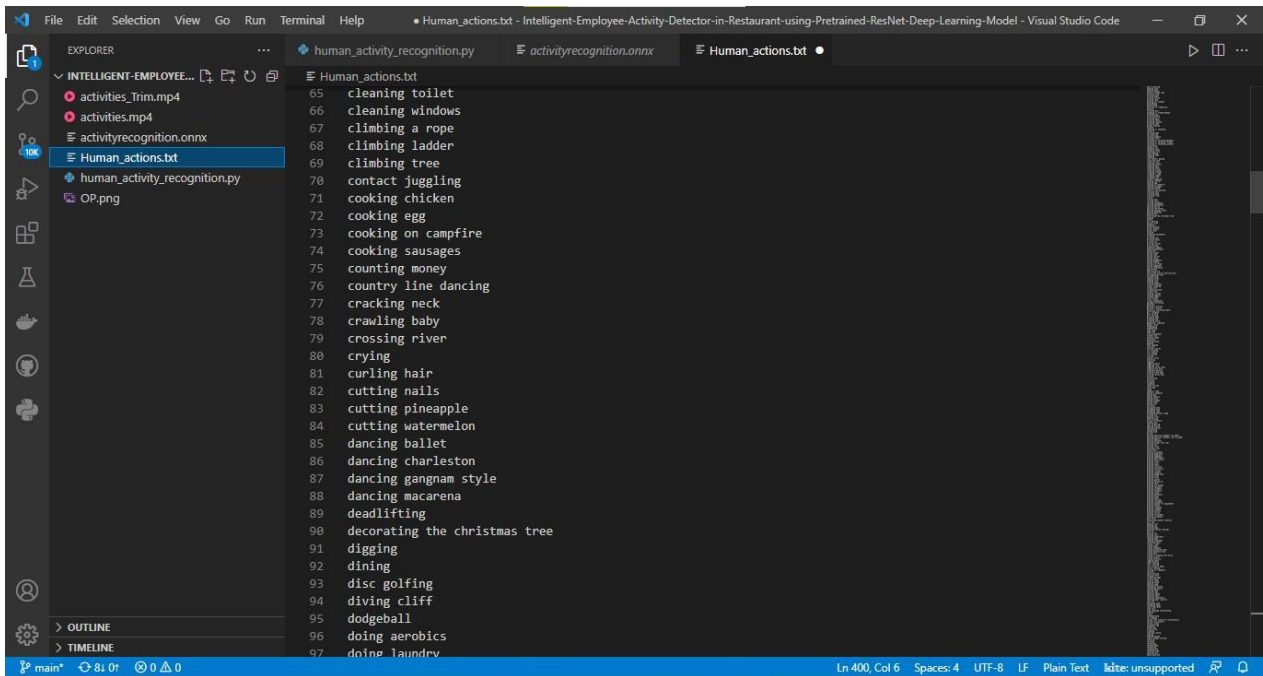 File Edit Selection View Go Run Terminal Help
● Human_actions.txt - Intelligent-Employee-Activity-Detector-in-Restaurant-using-Pretrained-ResNet-Deep-Learning-Model - Visual Studio Code
EXPLORER
human_activity_recognition.py
activityrecognition.onnx
Human_actions.txt
INTELLIGENT-EMPLOYEE...
activities_Trim.mp4
activities.mp4
activityrecognition.onnx
Human_actions.txt
human_activity_recognition.py
OP.png
1
10K
Human_actions.txt
65 cleaning toilet
66 cleaning windows
67 climbing a rope
68 climbing ladder
69 climbing tree
70 contact juggling
71 cooking chicken
72 cooking egg
73 cooking on campfire
74 cooking sausages
75 counting money
76 country line dancing
77 cracking neck
78 crawling baby
79 crossing river
80 crying
81 curling hair
82 cutting nails
83 cutting pineapple
84 cutting watermelon
85 dancing ballet
86 dancing charleston
87 dancing gangnam style
88 dancing macarena
89 deadlifting
90 decorating the christmas tree
91 digging
92 dining
93 disc golfing
94 diving cliff
95 dodgeball
96 doing aerobics
97 doing laundry
OUTLINE
TIMELINE
main* 8↓ 0↑ 0 0
Ln 400, Col 6 Spaces: 4 UTF-8 LF Plain Text kite: unsupported